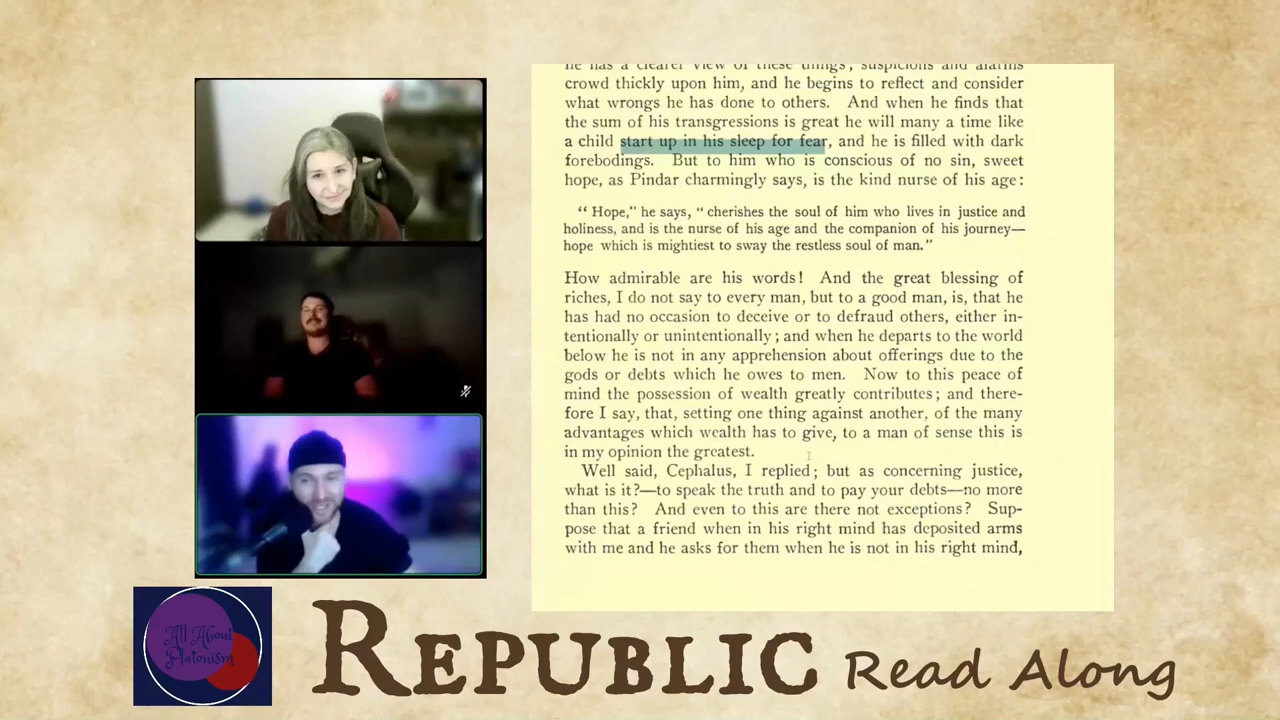 he has a clearer view of these things; suspicions and alarms
crowd thickly upon him, and he begins to reflect and consider
what wrongs he has done to others. And when he finds that
the sum of his transgressions is great he will many a time like
a child start up in his sleep for fear, and he is filled with dark
forebodings. But to him who is conscious of no sin, sweet
hope, as Pindar charmingly says, is the kind nurse of his age:
“ Hope,” he says, “ cherishes the soul of him who lives in justice and
holiness, and is the nurse of his age and the companion of his journey—
hope which is mightiest to sway the restless soul of man.”
How admirable are his words! And the great blessing of
riches, I do not say to every man, but to a good man, is, that he
has had no occasion to deceive or to defraud others, either in-
tentionally or unintentionally; and when he departs to the world
below he is not in any apprehension about offerings due to the
gods or debts which he owes to men. Now to this peace of
mind the possession of wealth greatly contributes; and there-
fore I say, that, setting one thing against another, of the many
advantages which wealth has to give, to a man of sense this is
in my opinion the greatest.
Well said, Cephalus, I replied; but as concerning justice,
what is it?—to speak the truth and to pay your debts—no more
than this? And even to this are there not exceptions? Sup-
pose that a friend when in his right mind has deposited arms
with me and he asks for them when he is not in his right mind,
All About
Platonism
REPUBLIC Read Along